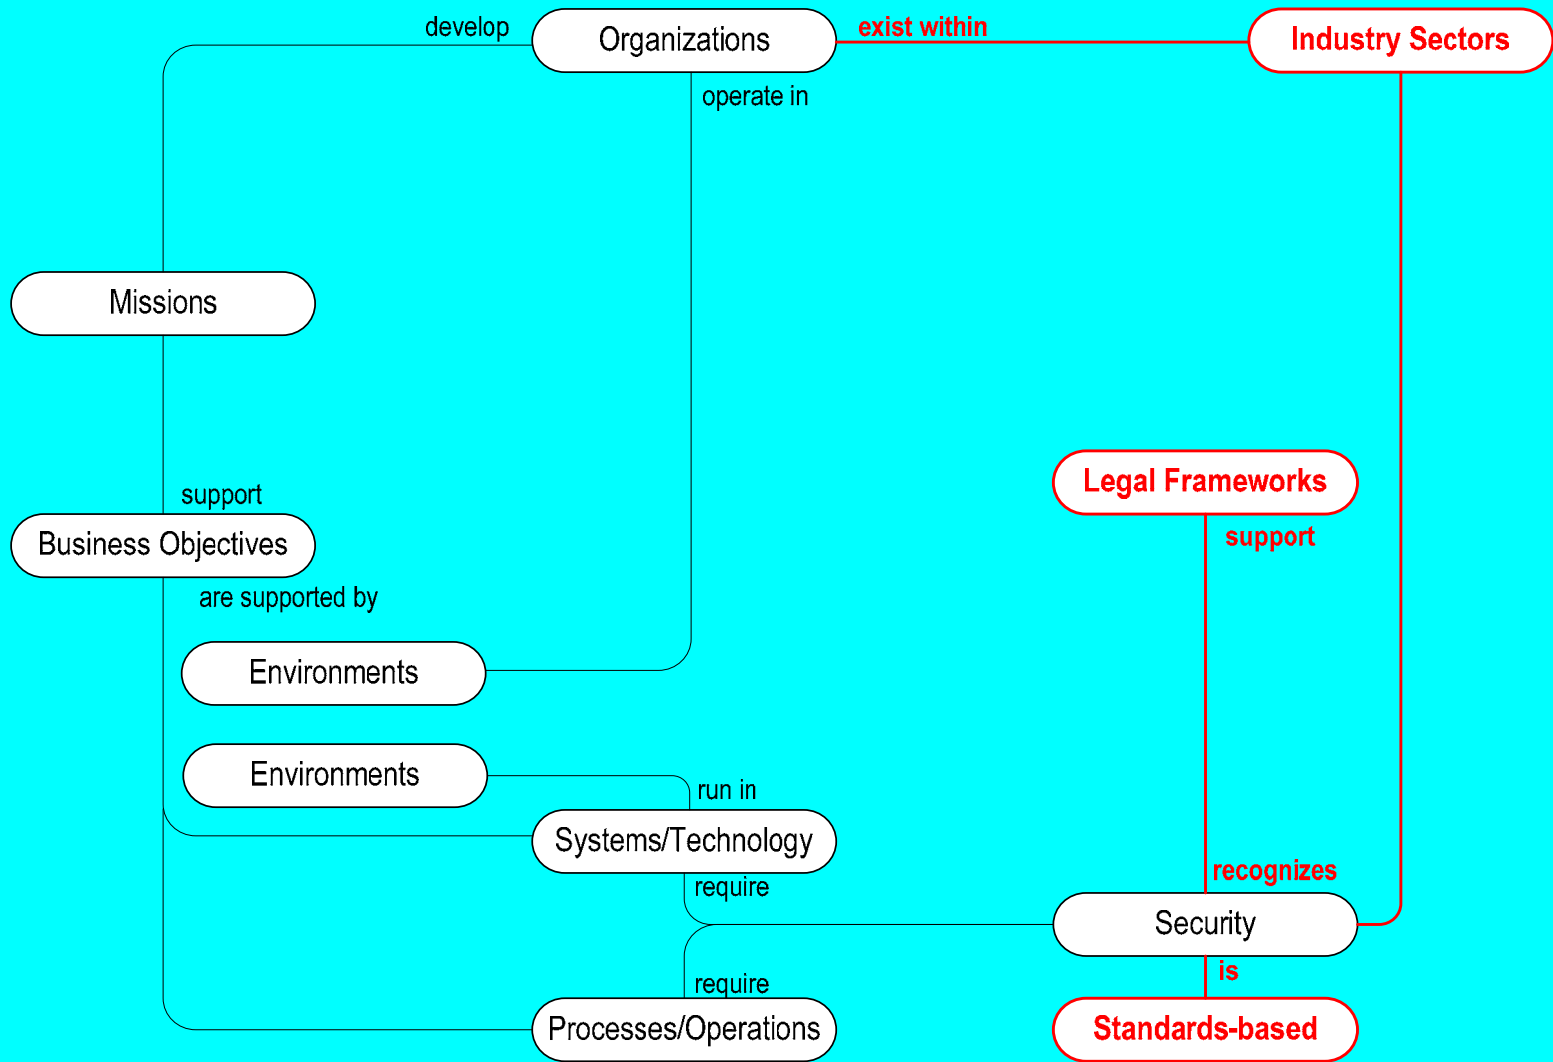 develop
Organizations
exist within
Industry Sectors
operate in
Missions
Legal Frameworks
support
support
Business Objectives
are supported by
Environments
Environments
run in
Systems/Technology
require
recognizes
Security
is
require
Processes/Operations
Standards-based